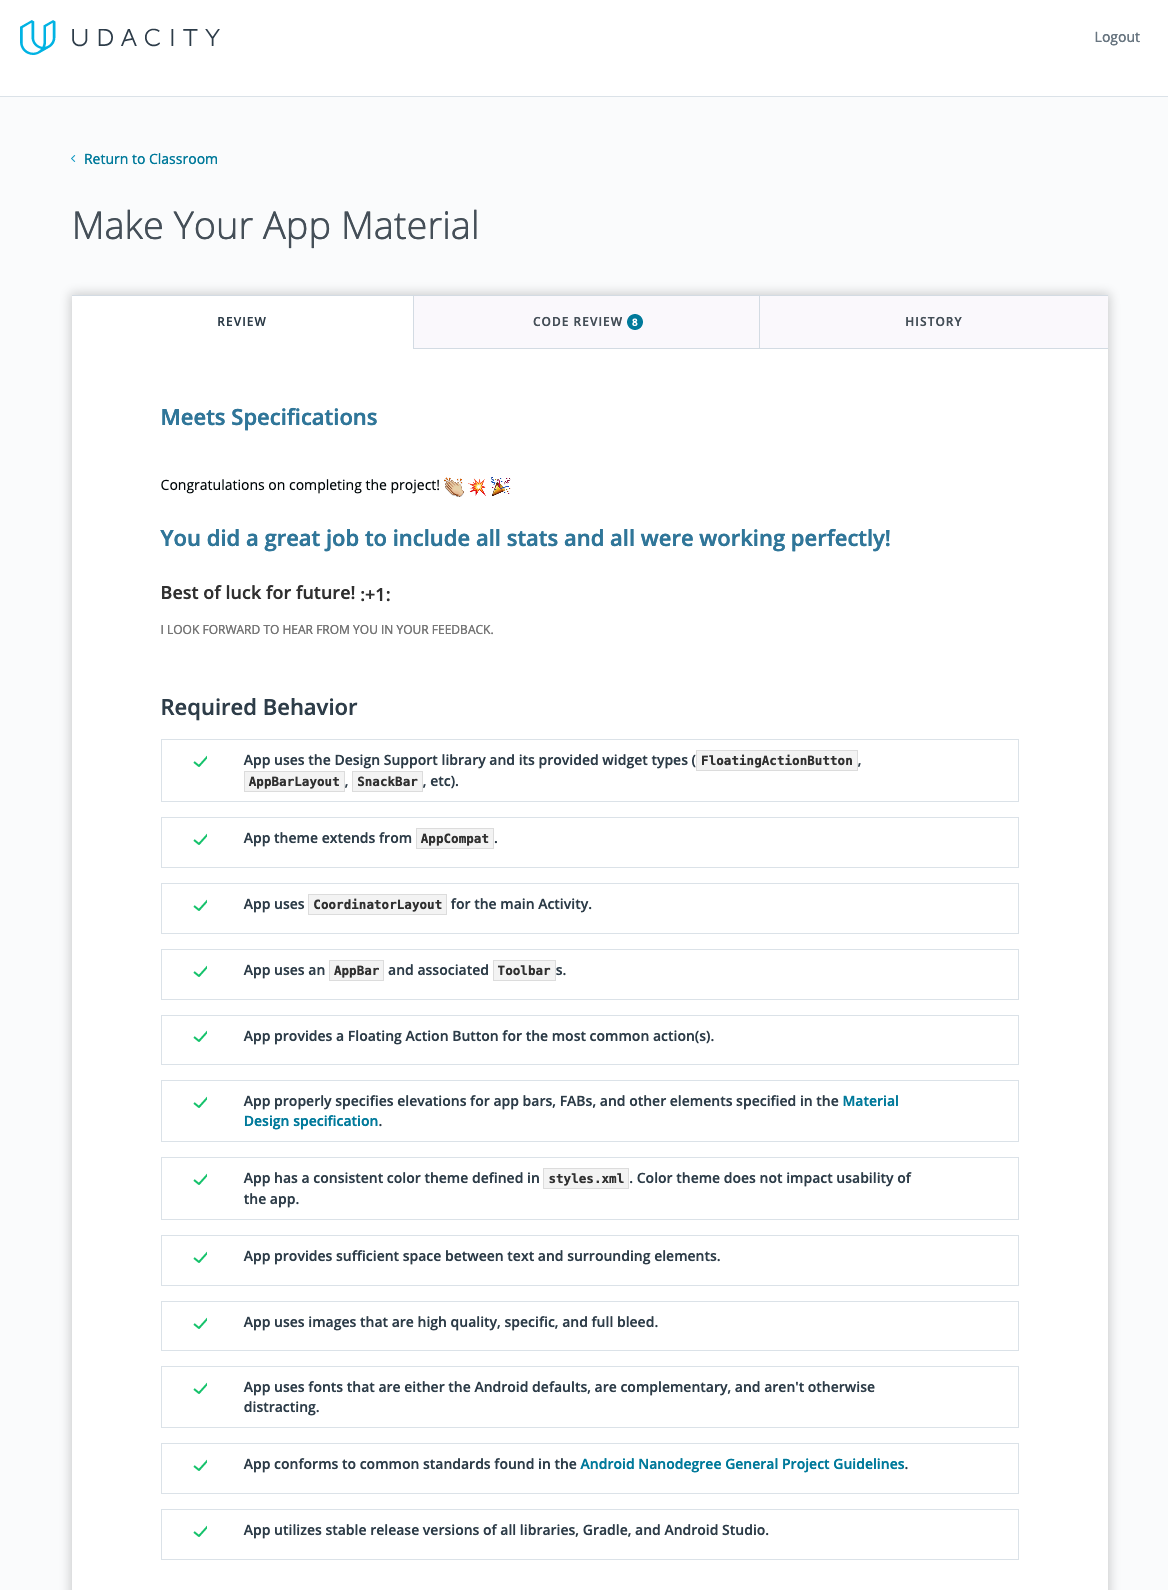 UDACITY
Logout
Return to Classroom
Make Your App Material
REVIEW
CODE REVIEW 8
HISTORY
Meets Specifications
Congratulations on completing the project!
You did a great job to include all stats and all were working perfectly!
Best of luck for future! :+1:
I LOOK FORWARD TO HEAR FROM YOU IN YOUR FEEDBACK.
Required Behavior
App uses the Design Support library and its provided widget types (FloatingActionButton,
AppBarLayout, SnackBar, etc).
App theme extends from AppCompat.
App uses CoordinatorLayout for the main Activity.
App uses an AppBar and associated Toolbars.
App provides a Floating Action Button for the most common action(s).
App properly specifies elevations for app bars, FABs, and other elements specified in the Material
Design specification.
App has a consistent color theme defined in styles.xml. Color theme does not impact usability of
the app.
App provides sufficient space between text and surrounding elements.
App uses images that are high quality, specific, and full bleed.
App uses fonts that are either the Android defaults, are complementary, and aren't otherwise
distracting.
App conforms to common standards found in the Android Nanodegree General Project Guidelines.
App utilizes stable release versions of all libraries, Gradle, and Android Studio.